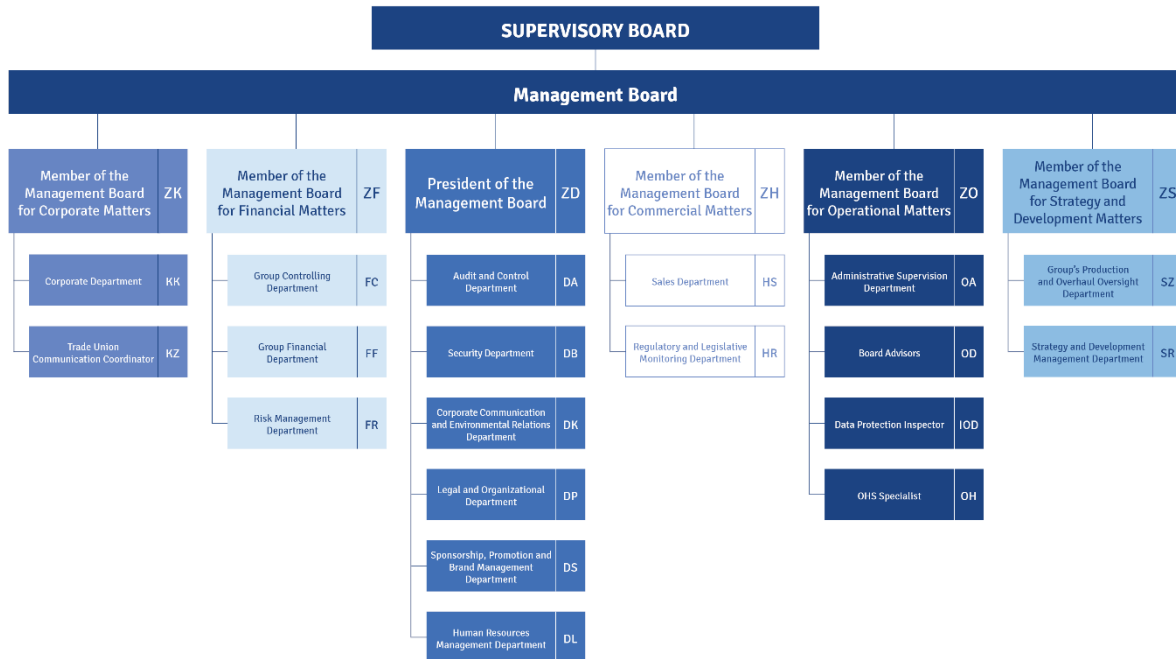 SUPERVISORY BOARD
Management Board
Member of the
Management Board
for Corporate Matters
ZK
Corporate Department
KK
Trade Union
Communication Coordinator
KZ
Member of the
Management Board
for Financial Matters
ZF
Group Controlling
Department
FC
Group Financial
Department
FF
Risk Management
Department
FR
President of the
Management Board
ZD
Audit and Control
Department
DA
Security Department
DB
Corporate Communication
and Environmental Relations
Department
DK
Legal and Organizational
Department
DP
Sponsorship, Promotion and
Brand Management
Department
DS
Human Resources
Management Department
DL
Member of the
Management Board
for Commercial Matters
ZH
Sales Department
HS
Regulatory and Legislative
Monitoring Department
HR
Member of the
Management Board
for Operational Matters
ZO
Administrative Supervision
Department
OA
Board Advisors
OD
Data Protection Inspector
IOD
OHS Specialist
OH
Member of the
Management Board
for Strategy and
Development Matters
ZS
Group's Production
and Overhaul Oversight
Department
SZ
Strategy and Development
Management Department
SR